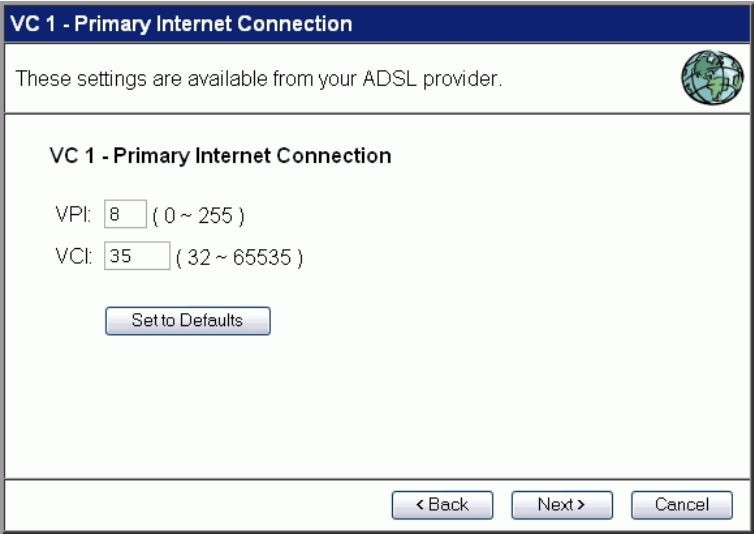 VC 1 - Primary Internet Connection
These settings are available from your ADSL provider.
VC 1 - Primary Internet Connection
VPI: 8 ( 0 ~ 255 )
VCI: 35 ( 32 ~ 65535 )
Set to Defaults
< Back Next > Cancel